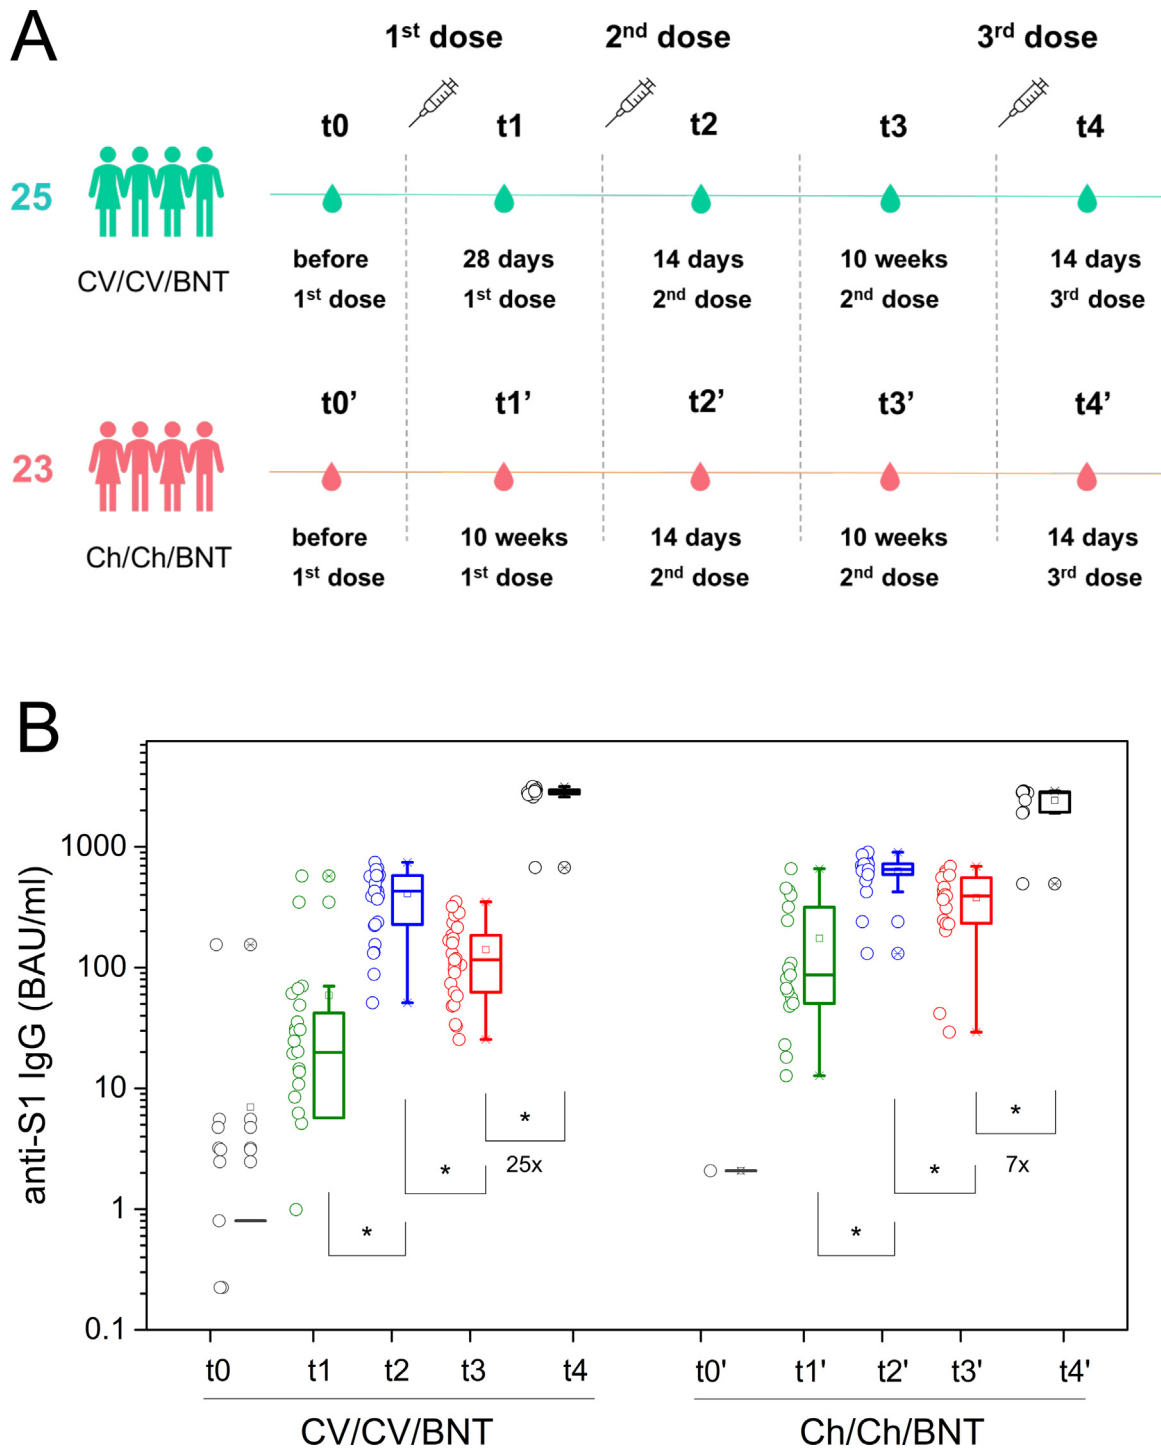 A
1st dose 2nd dose 3rd dose
t0 t1 t2 t3 t4
25
CV/CV/BNT
before 28 days 14 days 10 weeks 14 days
1st dose 1st dose 2nd dose 2nd dose 3rd dose
t0’ t1’ t2’ t3’ t4’
23
Ch/Ch/BNT
before 10 weeks 14 days 10 weeks 14 days
1st dose 1st dose 2nd dose 2nd dose 3rd dose
B
anti-S1 IgG (BAU/ml)
1000
100
10
1
0.1
* * * * * *
25x 7x
t0 t1 t2 t3 t4 t0' t1' t2' t3' t4'
CV/CV/BNT Ch/Ch/BNT